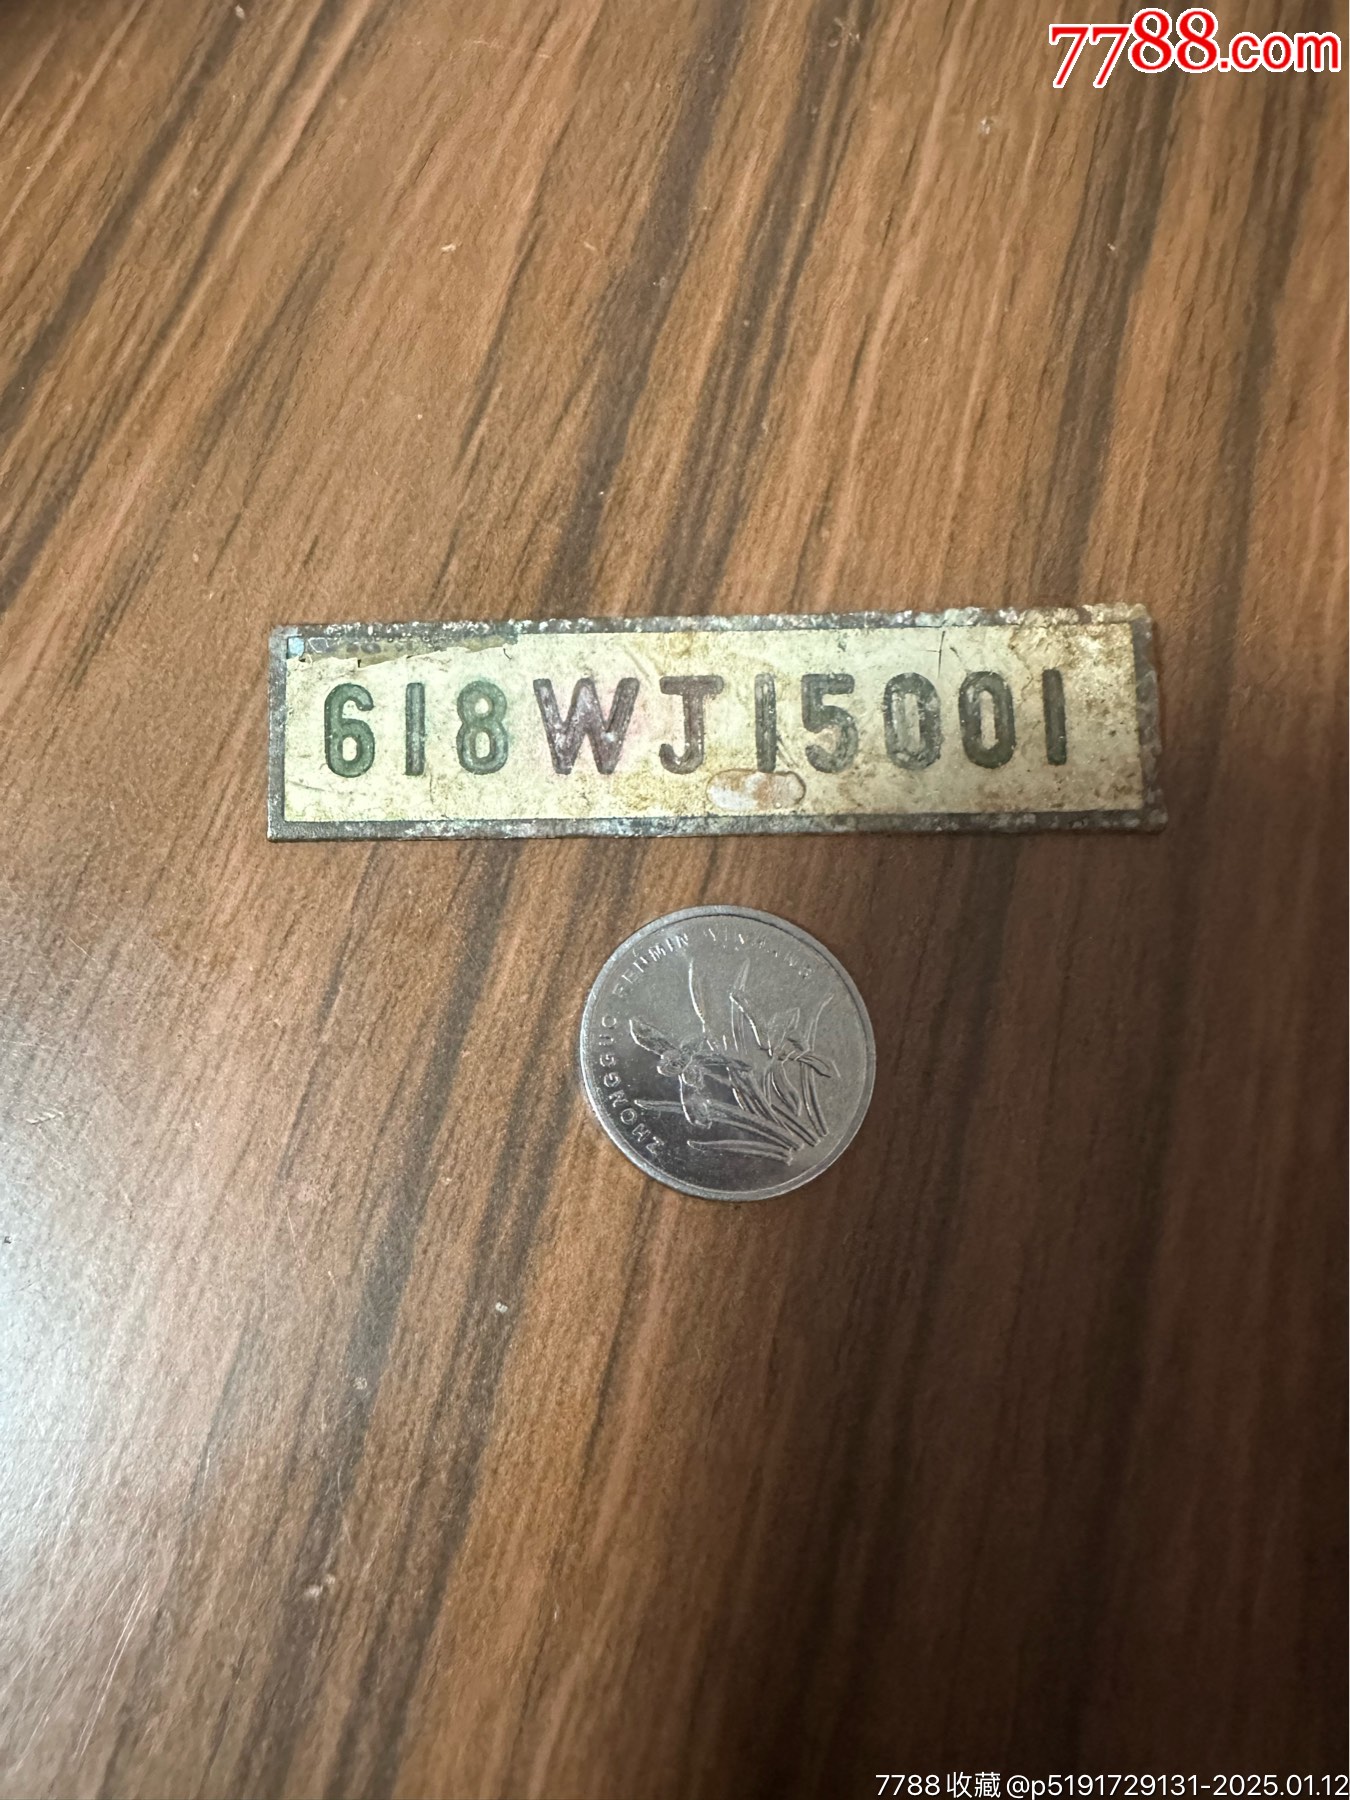 7788.com
618WJ15001
ZHONGGUO RENMIN YINHANG
7788收藏@p5191729131-2025.01.12